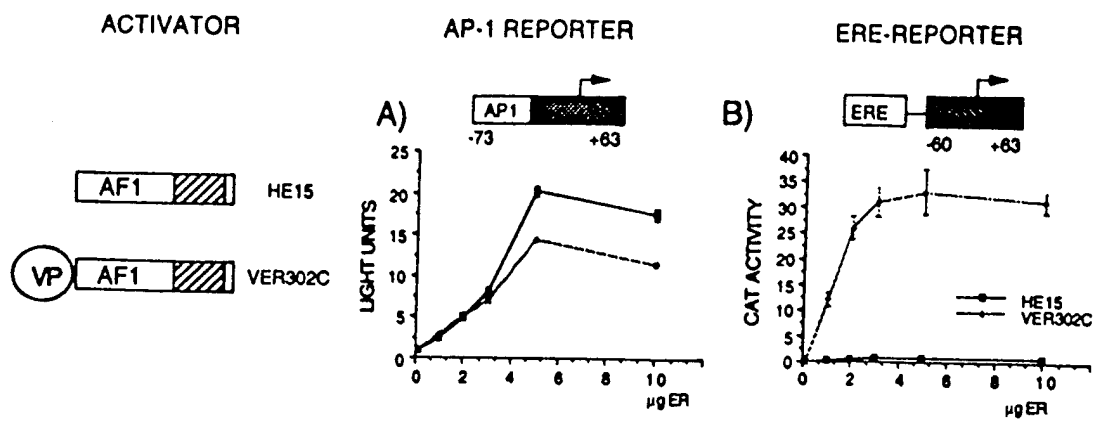 ACTIVATOR
AP-1 REPORTER
ERE-REPORTER
A)
AP1
-73
+63
B)
ERE
-60
+63
AF1
HE15
VP
AF1
VER302C
LIGHT UNITS
25
20
15
10
5
0
0
2
4
6
8
10
µg ER
CAT ACTIVITY
40
35
30
25
20
15
10
5
0
0
2
4
6
8
10
µg ER
HE15
VER302C